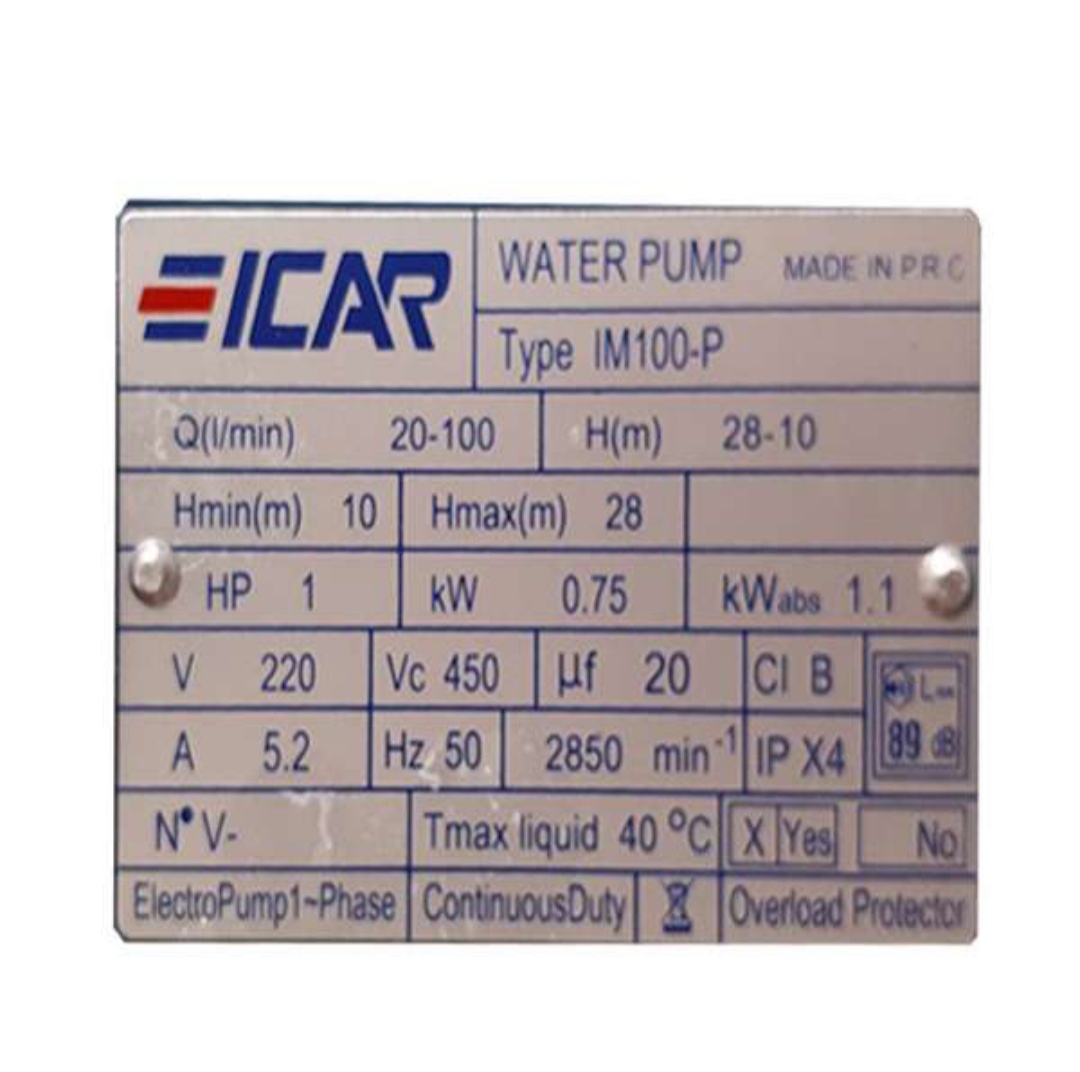 EICAR
WATER PUMP MADE IN P R C
Type IM100-P
Q(l/min) 20-100 H(m) 28-10
Hmin(m) 10 Hmax(m) 28
HP 1 kW 0.75 kWabs 1.1
V 220 Vc 450 µf 20 Cl B
A 5.2 Hz 50 2850 min⁻¹ IP X4 89 dB
N° V- Tmax liquid 40 °C X Yes No
ElectroPump1~Phase ContinuousDuty Overload Protector